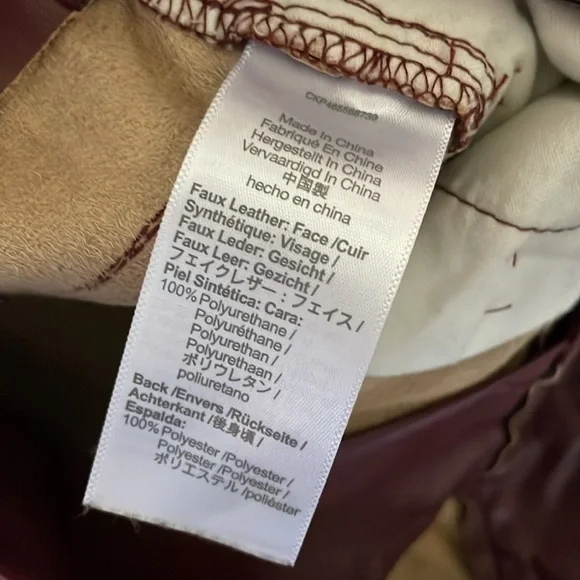 CXP465588739
Made In China
Fabriqué En Chine
Hergestellt In China
Vervaardigd In China
中国製
hecho en china
Faux Leather: Face /Cuir
Synthétique: Visage /
Faux Leder: Gesicht /
Faux Leer: Gezicht /
フェイクレザー：フェイス /
Piel Sintética: Cara:
100% Polyurethane /
Polyuréthane /
Polyurethan /
Polyurethaan /
ポリウレタン /
poliuretano
Back /Envers /Rückseite /
Achterkant /後身頃 /
Espalda:
100% Polyester /Polyester /
Polyester /Polyester /
ポリエステル /poliéster